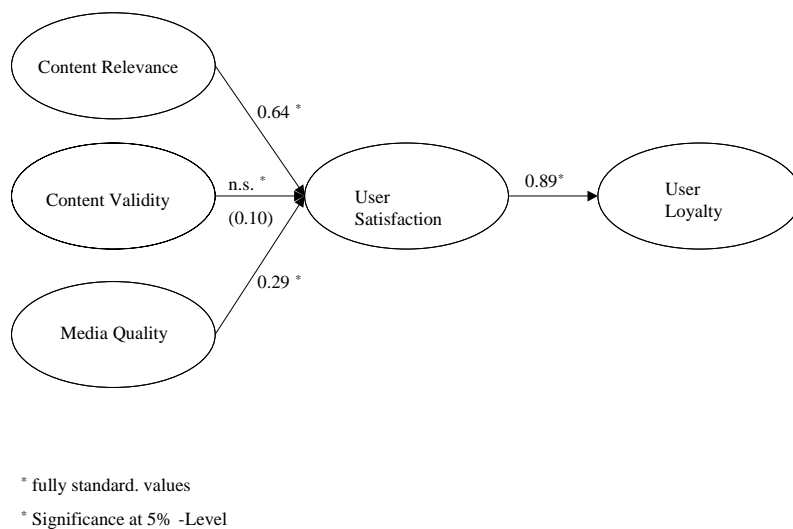 Content Relevance
0.64 *
Content Validity
n.s. *
(0.10)
User
Satisfaction
0.89*
User
Loyalty
0.29 *
Media Quality
* fully standard. values
* Significance at 5% -Level